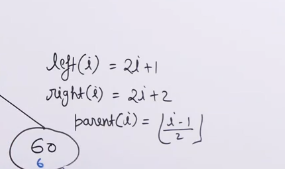 left(i) = 2i+1
right(i) = 2i+2
parent(i) = ⌊(i-1)/2⌋
60
6